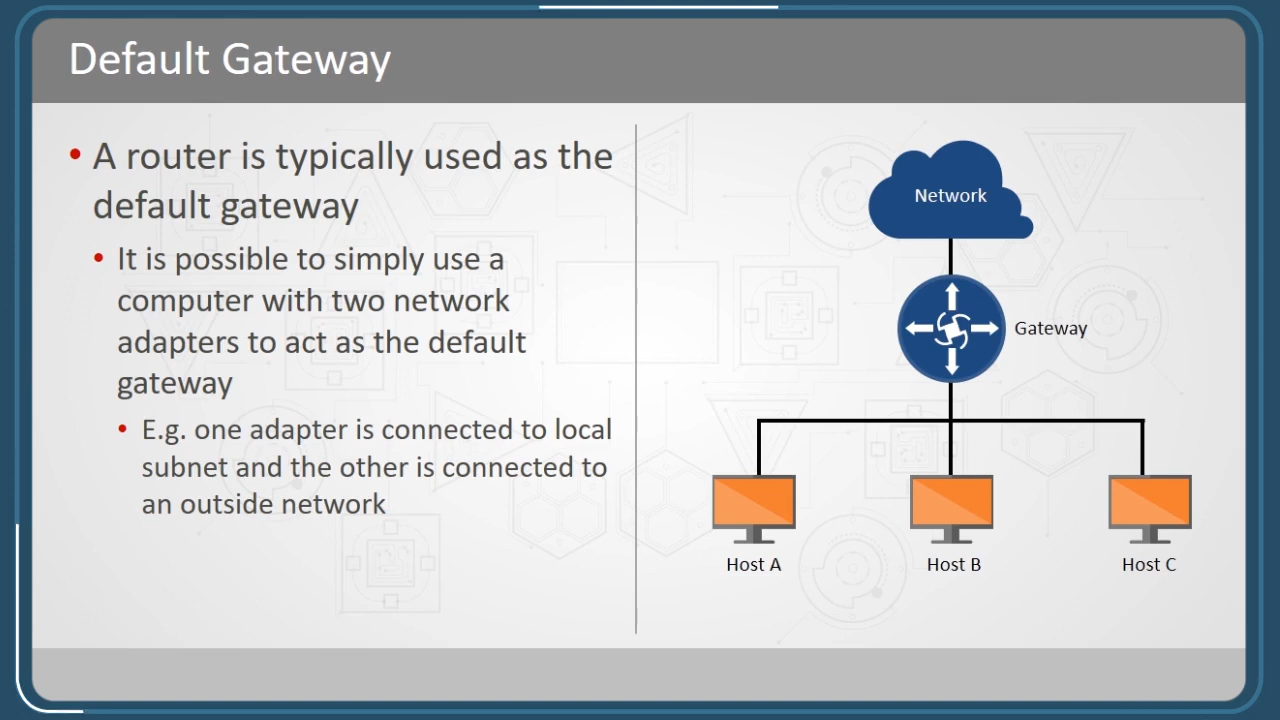 Default Gateway
• A router is typically used as the
default gateway
• It is possible to simply use a
computer with two network
adapters to act as the default
gateway
• E.g. one adapter is connected to local
subnet and the other is connected to
an outside network
Network
Gateway
Host A
Host B
Host C